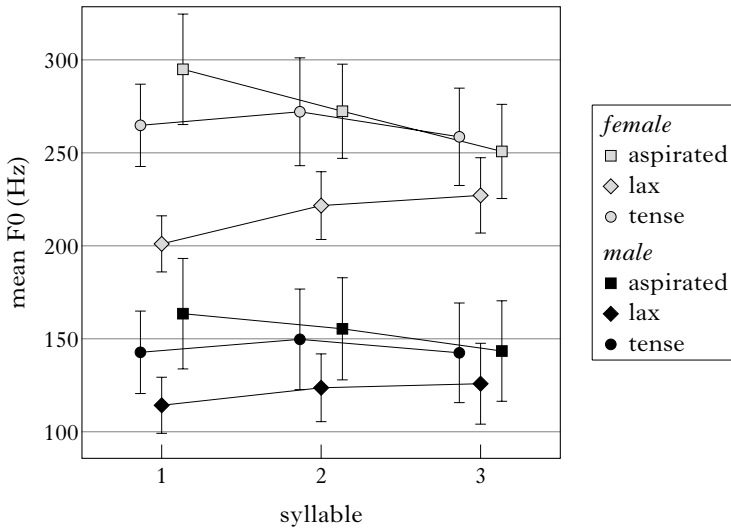 300
250
200
150
100
mean F0 (Hz)
1 2 3
syllable
female
aspirated
lax
tense
male
aspirated
lax
tense